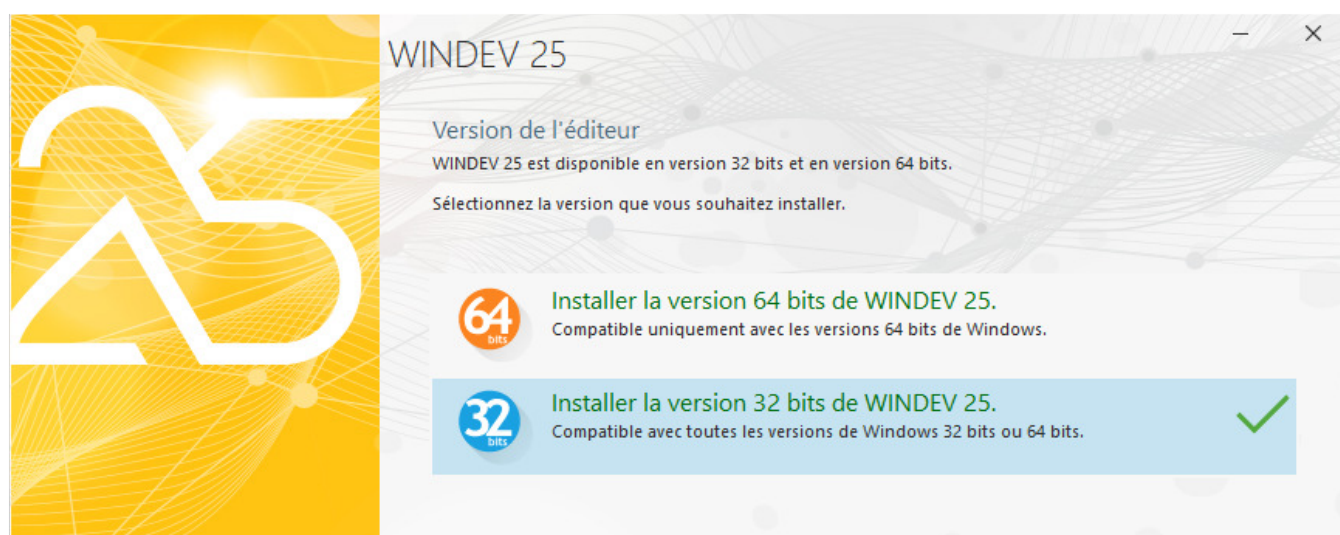 25
WINDEV 25
Version de l'éditeur
WINDEV 25 est disponible en version 32 bits et en version 64 bits.
Sélectionnez la version que vous souhaitez installer.
64
bits
Installer la version 64 bits de WINDEV 25.
Compatible uniquement avec les versions 64 bits de Windows.
32
bits
Installer la version 32 bits de WINDEV 25.
Compatible avec toutes les versions de Windows 32 bits ou 64 bits.